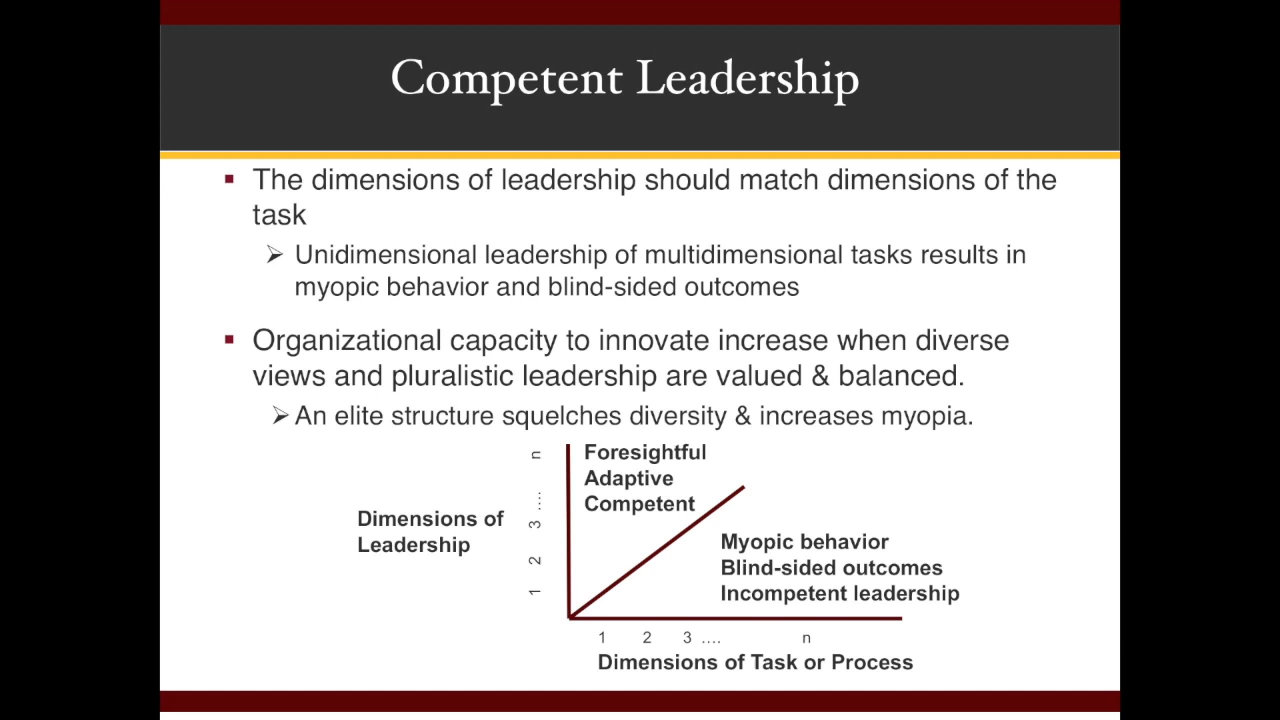 Competent Leadership
The dimensions of leadership should match dimensions of the
task
Unidimensional leadership of multidimensional tasks results in
myopic behavior and blind-sided outcomes
Organizational capacity to innovate increase when diverse
views and pluralistic leadership are valued & balanced.
An elite structure squelches diversity & increases myopia.
Dimensions of
Leadership
1 2 3 .... n
Foresightful
Adaptive
Competent
Myopic behavior
Blind-sided outcomes
Incompetent leadership
1 2 3 .... n
Dimensions of Task or Process